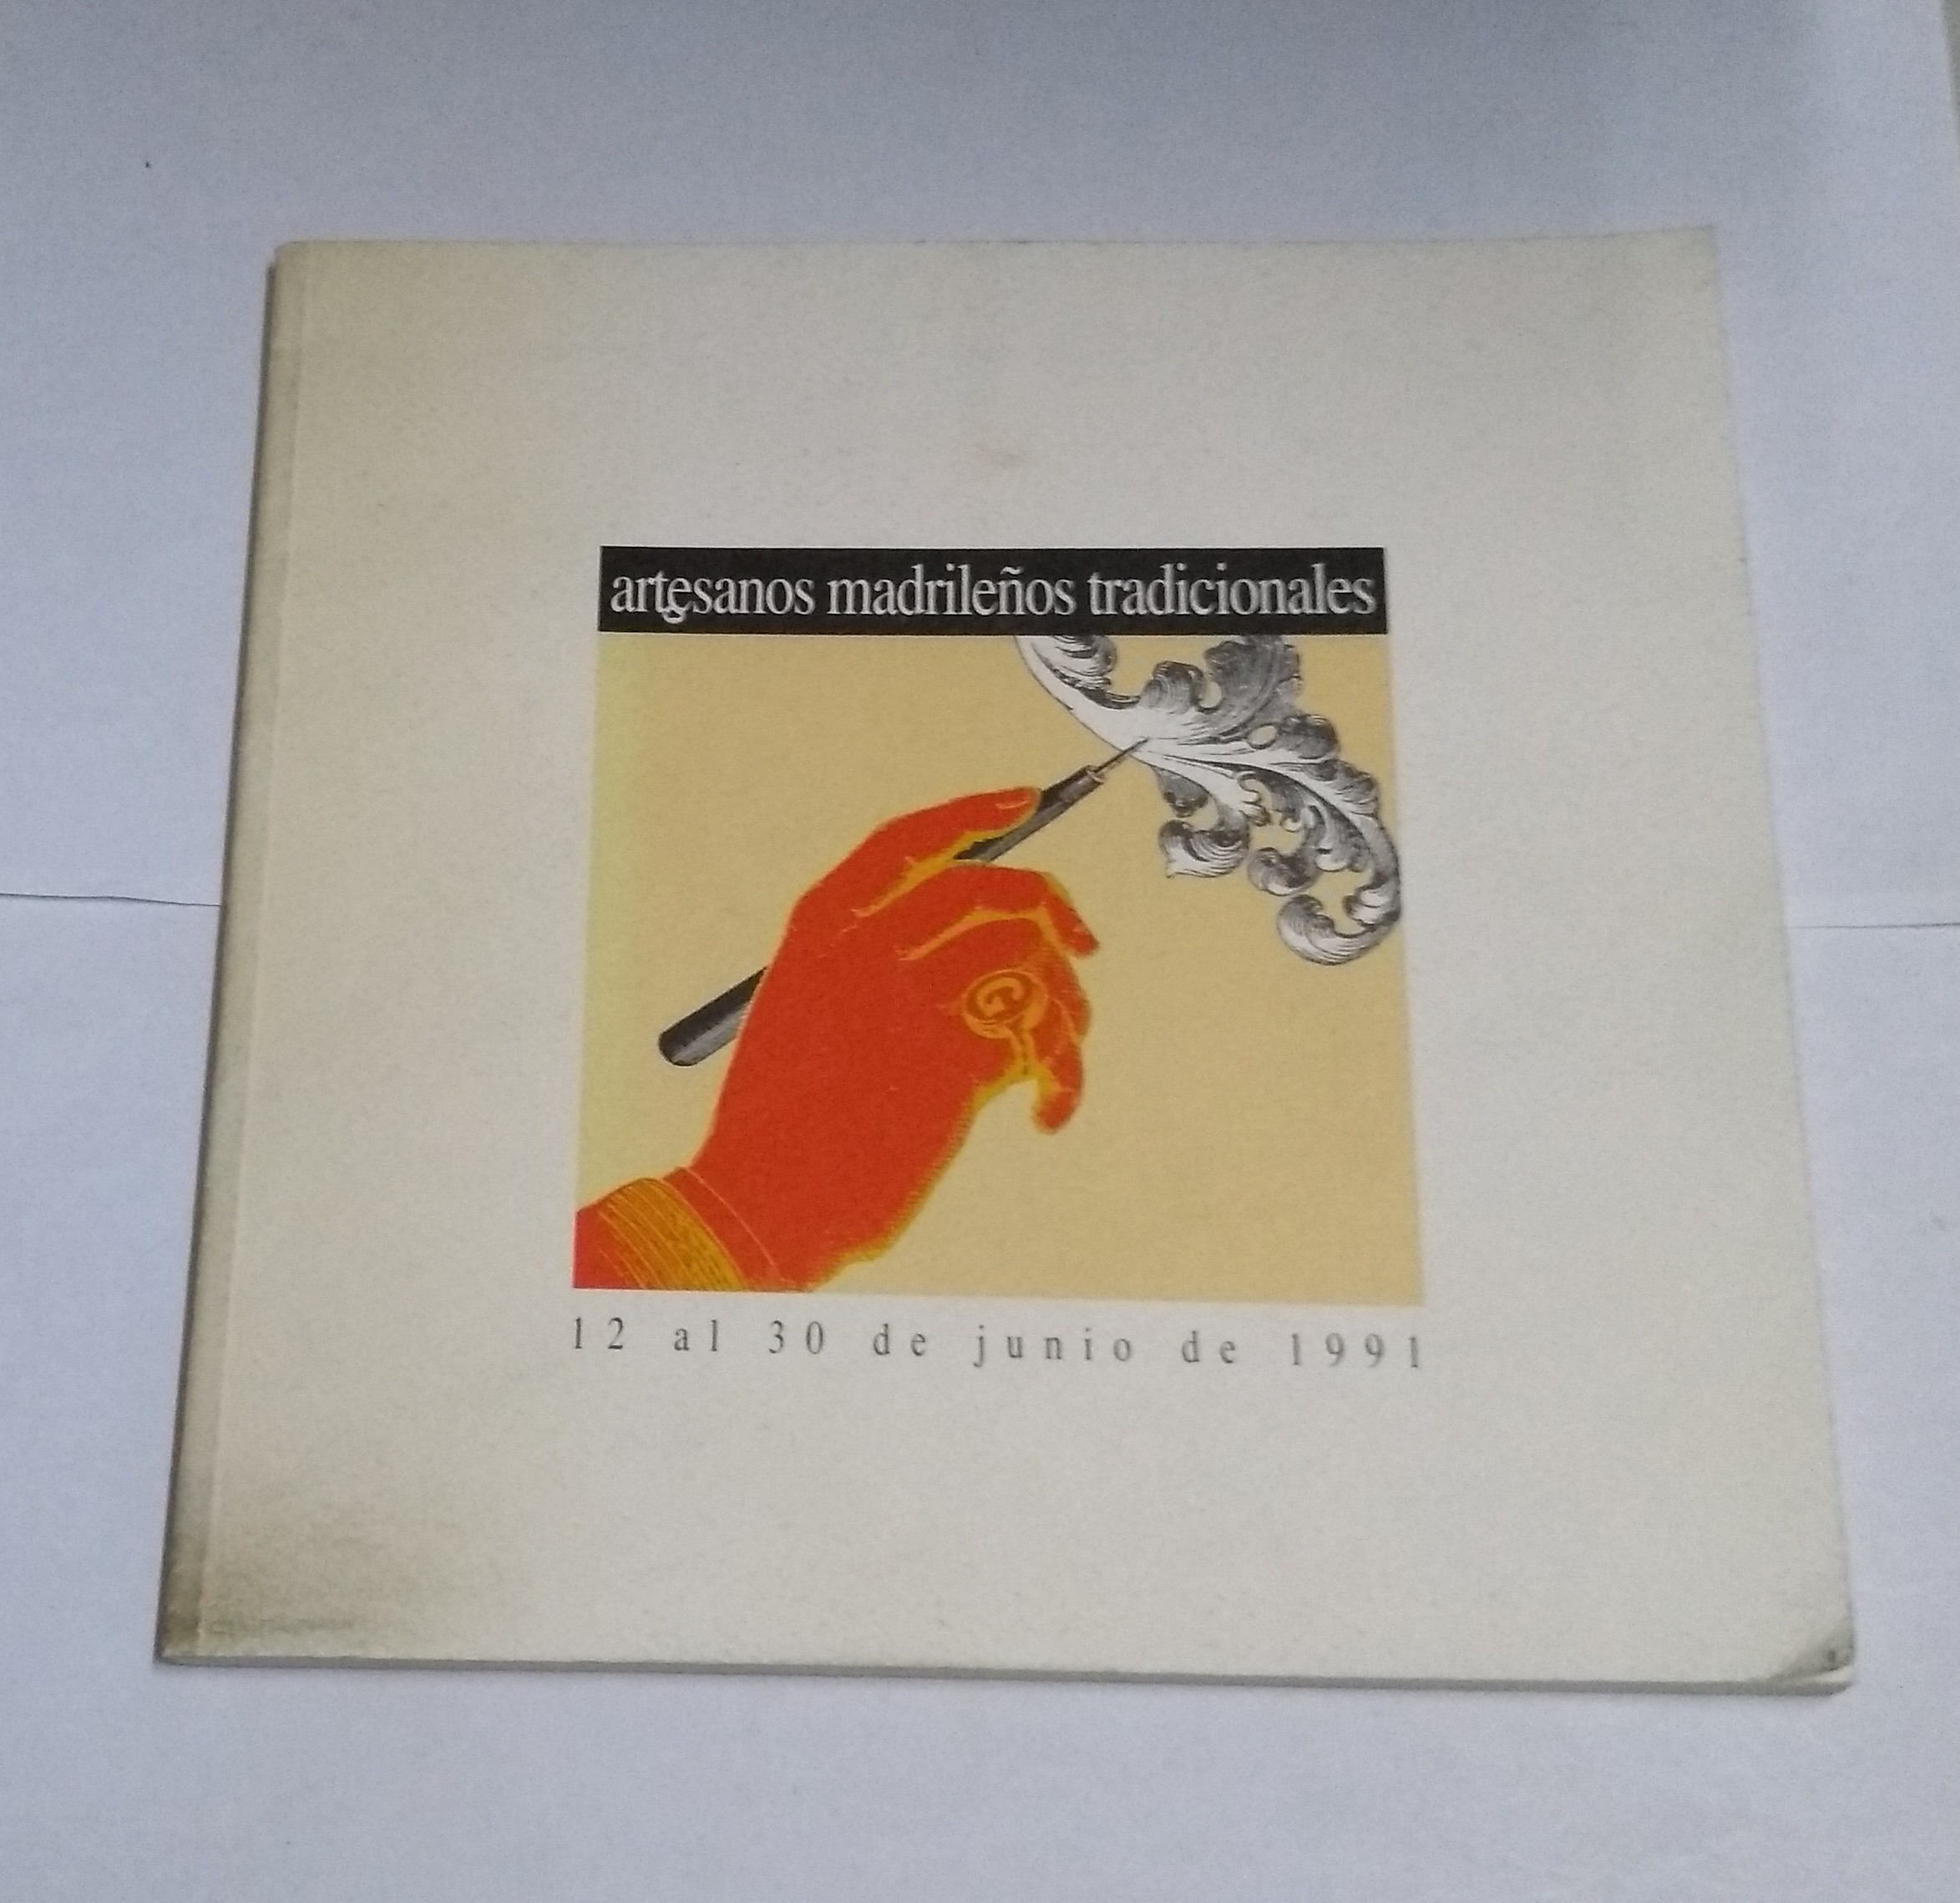 artesanos madrileños tradicionales
12 al 30 de junio de 1991